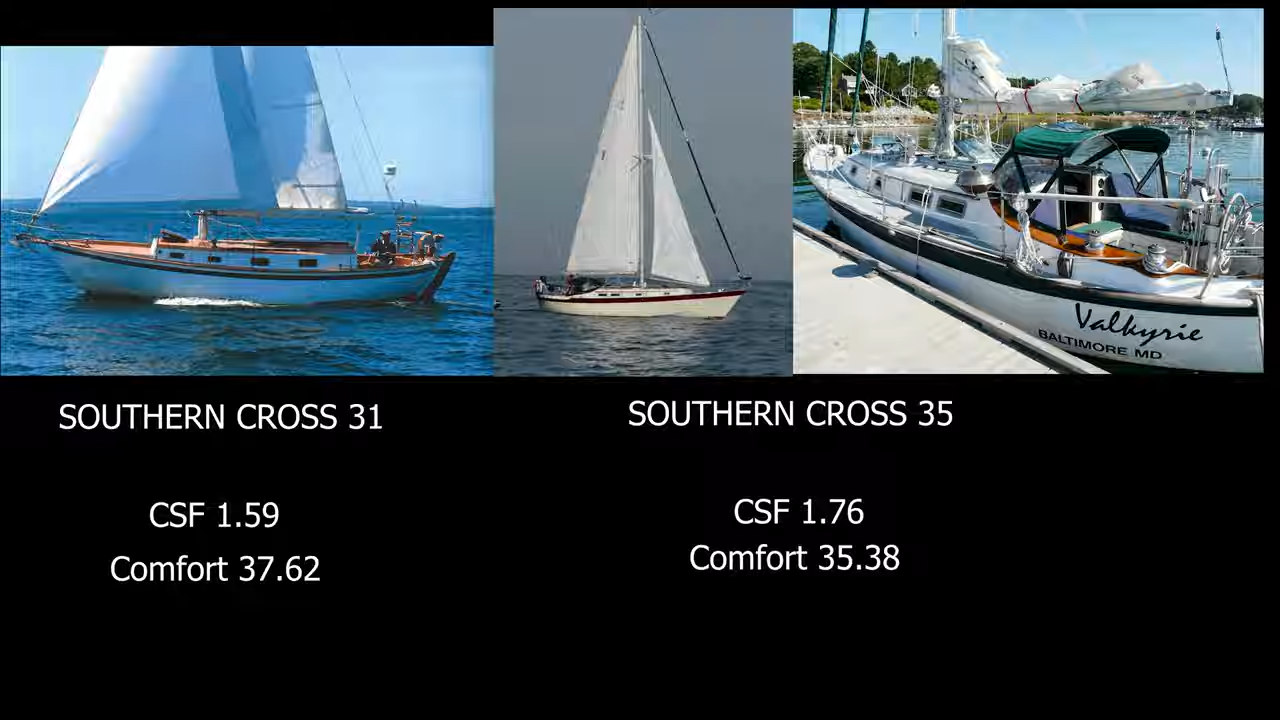 Valkyrie
BALTIMORE MD
SOUTHERN CROSS 31
CSF 1.59
Comfort 37.62
SOUTHERN CROSS 35
CSF 1.76
Comfort 35.38